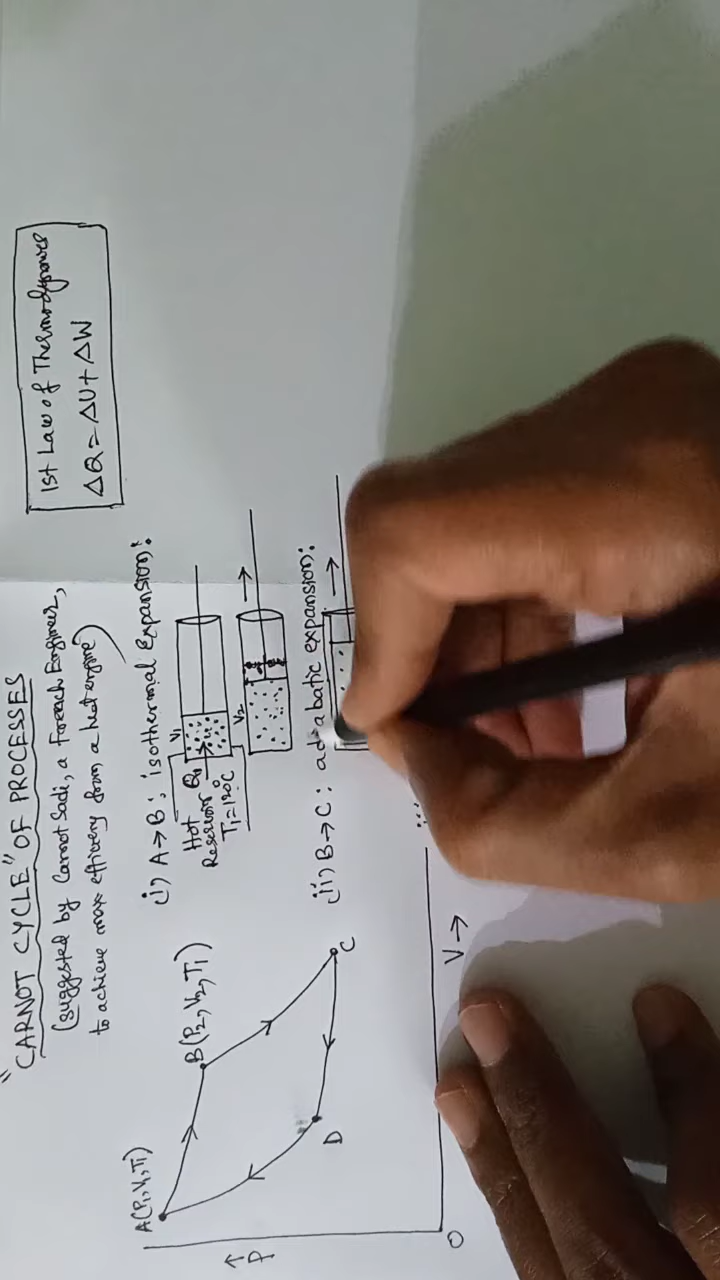 "CARNOT CYCLE" OF PROCESSES
(suggested by Carnot Sadi, a French Engineer,
to achieve max efficiency from a heat engine)
1st Law of Thermodynamics
ΔQ = ΔU + ΔW
A(P₁,V₁,T₁)
B(P₂,V₂,T₁)
C
D
P →
O
V →
(i) A→B: isothermal Expansion:
V₁
Hot
Reservoir
Q₁
T₁=120°C
V₂
(ii) B→C: adiabatic expansion: